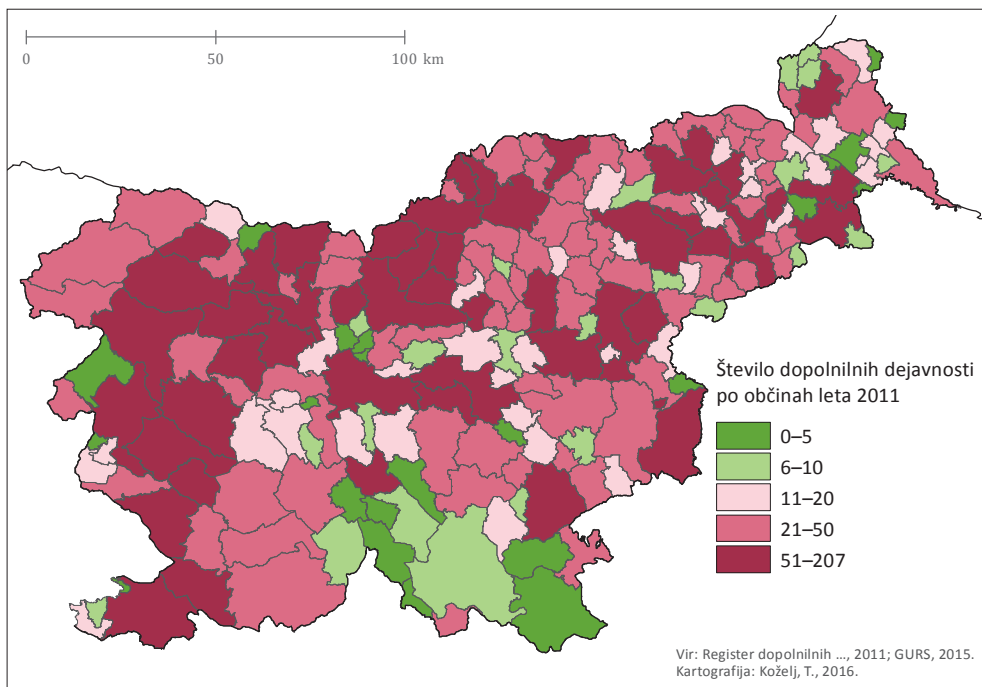 0 50 100 km
Število dopolnilnih dejavnosti
po občinah leta 2011
0–5
6–10
11–20
21–50
51–207
Vir: Register dopolnilnih …, 2011; GURS, 2015.
Kartografija: Koželj, T., 2016.